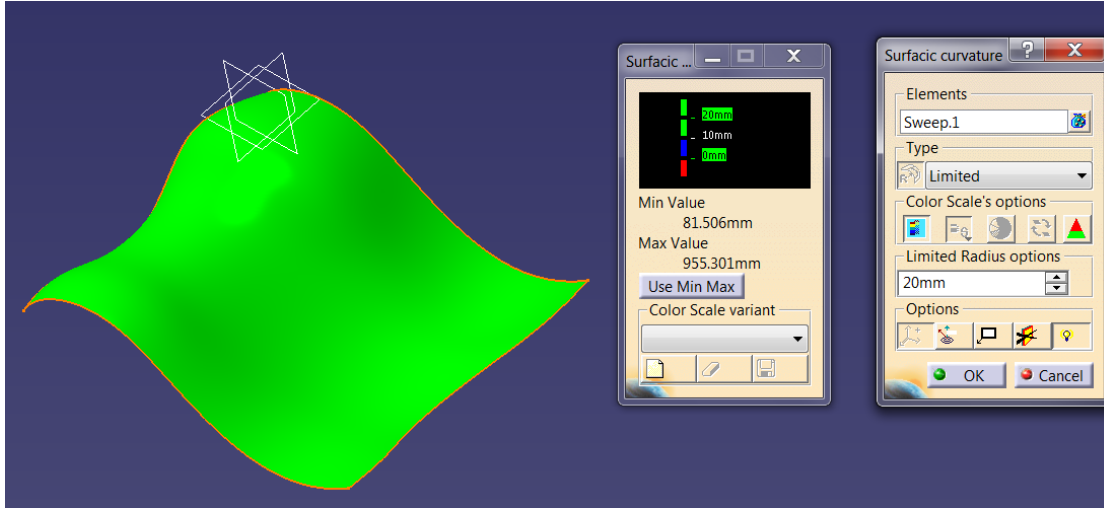 Surfacic ...
20mm
10mm
0mm
Min Value
81.506mm
Max Value
955.301mm
Use Min Max
Color Scale variant
Surfacic curvature
Elements
Sweep.1
Type
Limited
Color Scale's options
Limited Radius options
20mm
Options
OK
Cancel